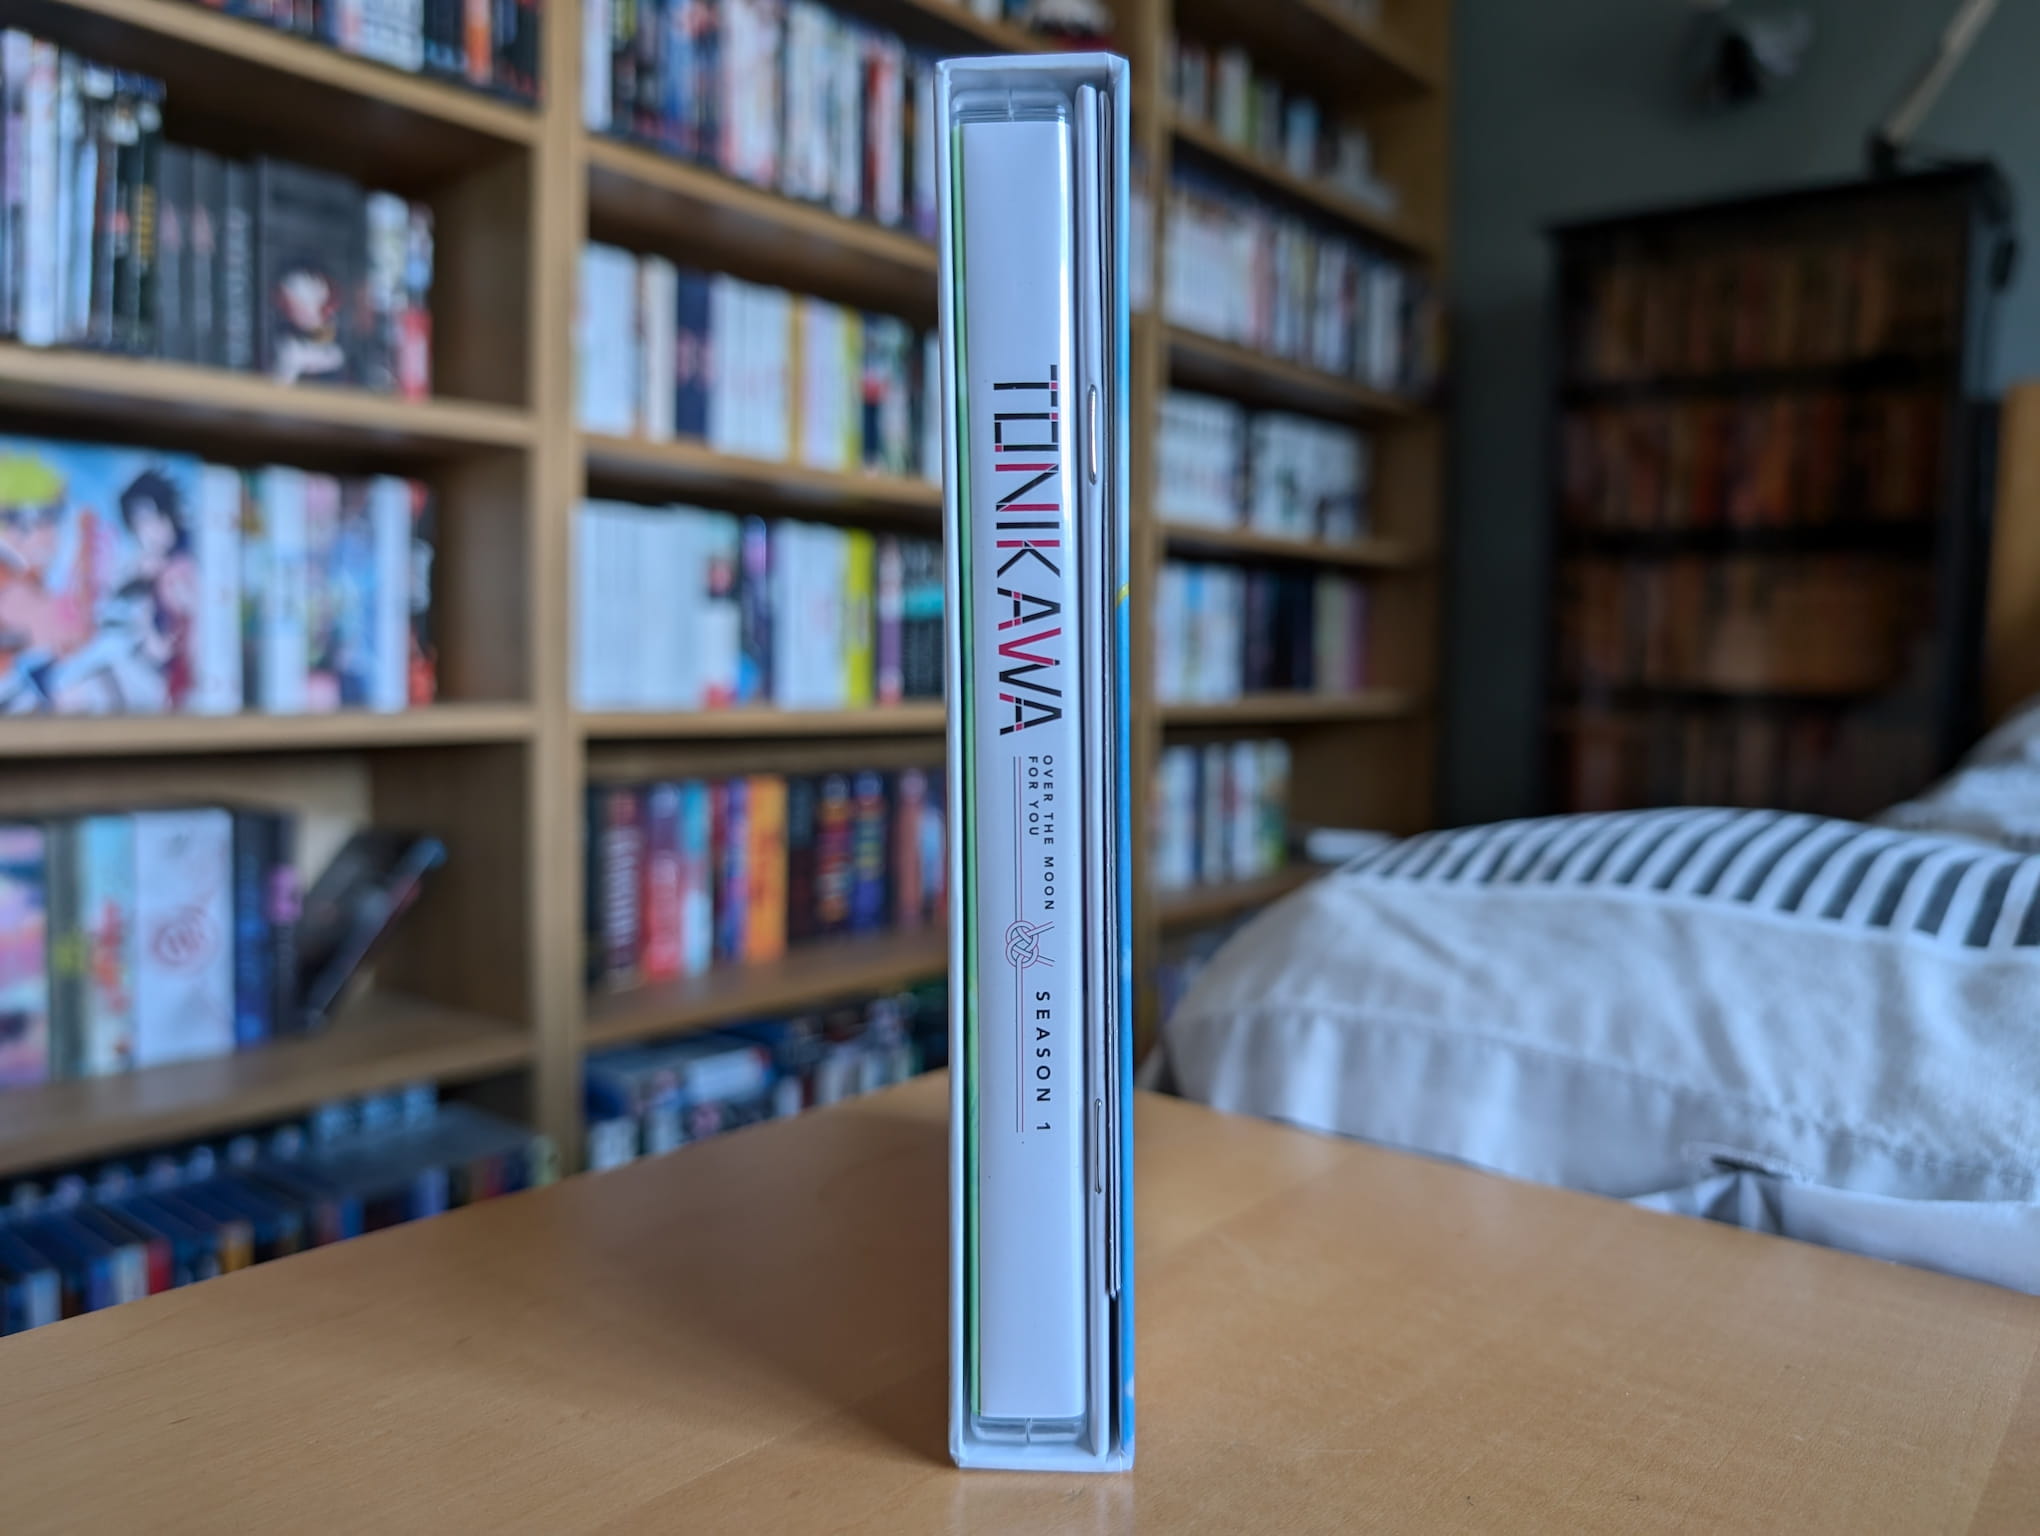 TONIKAWA
OVER THE MOON
FOR YOU
SEASON 1